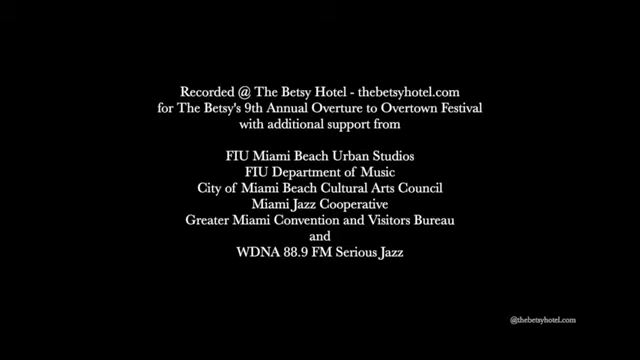 Recorded @ The Betsy Hotel - thebetsyhotel.com
for The Betsy's 9th Annual Overture to Overtown Festival
with additional support from
FIU Miami Beach Urban Studios
FIU Department of Music
City of Miami Beach Cultural Arts Council
Miami Jazz Cooperative
Greater Miami Convention and Visitors Bureau
and
WDNA 88.9 FM Serious Jazz
@thebetsyhotel.com